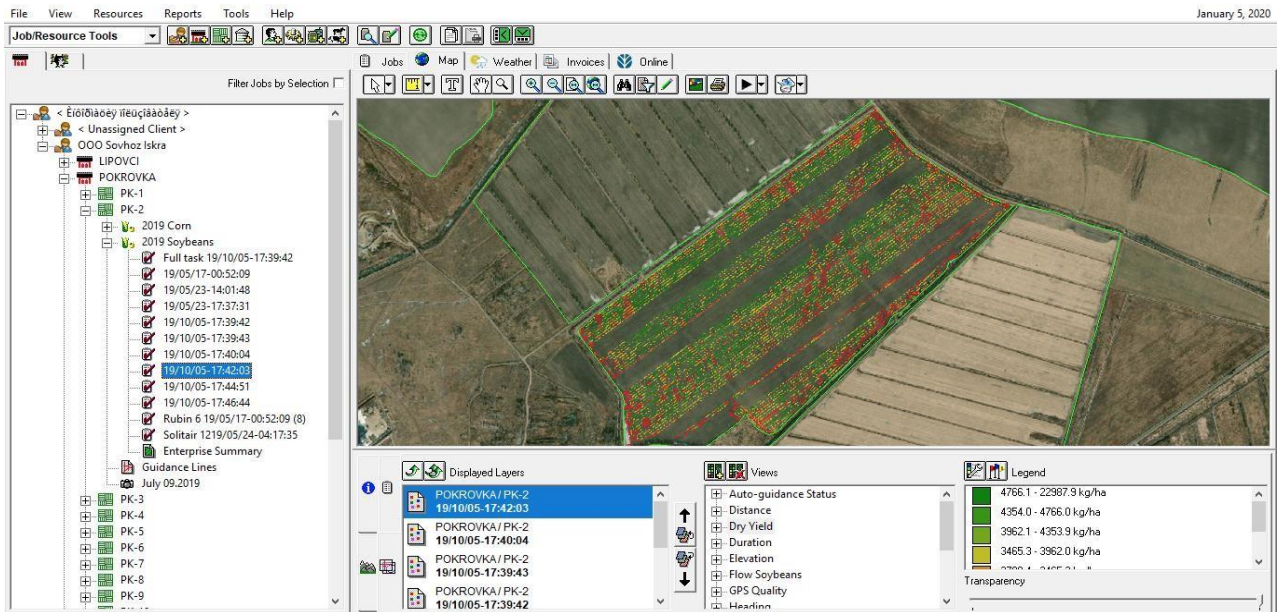 File View Resources Reports Tools Help
January 5, 2020
Job/Resource Tools
Jobs Map Weather Invoices Online
Filter Jobs by Selection
< Èíôîðìàöèÿ ïîëüçîâàòåëÿ >
< Unassigned Client >
OOO Sovhoz Iskra
LIPOVCI
POKROVKA
PK-1
PK-2
2019 Corn
2019 Soybeans
Full task 19/10/05-17:39:42
19/05/17-00:52:09
19/05/23-14:01:48
19/05/23-17:37:31
19/10/05-17:39:42
19/10/05-17:39:43
19/10/05-17:40:04
19/10/05-17:42:03
19/10/05-17:44:51
19/10/05-17:46:44
Rubin 6 19/05/17-00:52:09 (8)
Solitair 1219/05/24-04:17:35
Enterprise Summary
Guidance Lines
July 09.2019
PK-3
PK-4
PK-5
PK-6
PK-7
PK-8
PK-9
Displayed Layers
POKROVKA/ PK-2
19/10/05-17:42:03
POKROVKA/ PK-2
19/10/05-17:40:04
POKROVKA/ PK-2
19/10/05-17:39:43
POKROVKA/ PK-2
19/10/05-17:39:42
Views
Auto-guidance Status
Distance
Dry Yield
Duration
Elevation
Flow Soybeans
GPS Quality
Heading
Legend
4766.1 - 22987.9 kg/ha
4354.0 - 4766.0 kg/ha
3962.1 - 4353.9 kg/ha
3465.3 - 3962.0 kg/ha
Transparency